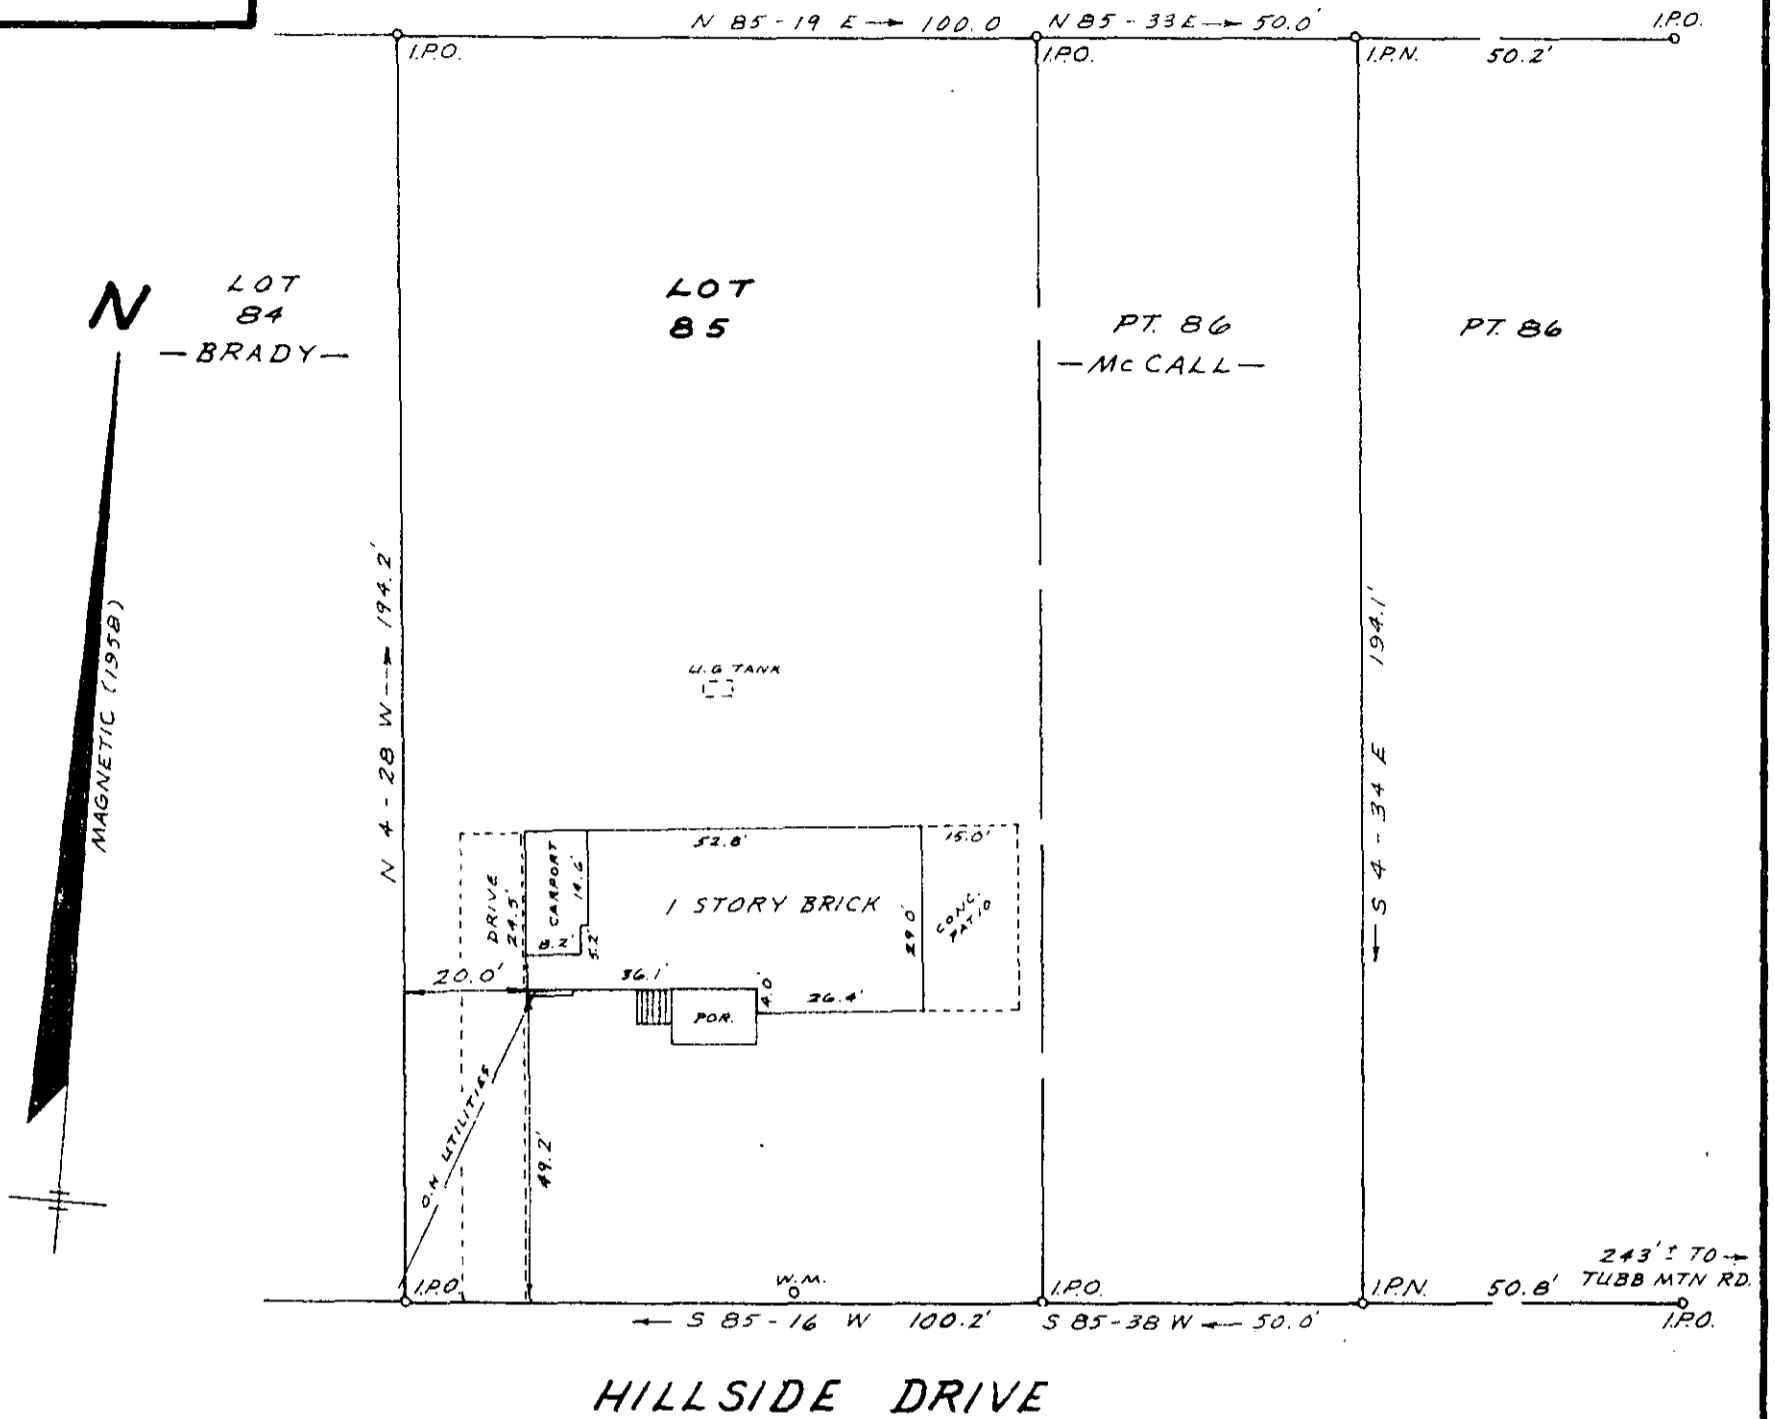 N 85-19 E → 100.0
N 85-33 E → 50.0'
I.P.O.
I.P.O.
I.P.O.
I.P.N.
50.2'
N
LOT
84
— BRADY —
LOT
85
PT. 86
— Mc CALL —
PT. 86
MAGNETIC (1958)
N 4-28 W → 194.2'
← S 4-34 E 194.1'
U.G TANK
52.8'
15.0'
DRIVE
24.5'
CARPORT
14.6'
8.2'
5.2'
1 STORY BRICK
29.0'
CONC.
PATIO
20.0'
36.1'
4.0'
26.4'
POR.
O.H UTILITIES
49.2'
W.M.
I.P.O.
I.P.O.
I.P.N.
50.8'
243'± TO →
TUBB MTN RD.
I.P.O.
← S 85-16 W 100.2'
S 85-38 W ← 50.0'
HILLSIDE DRIVE